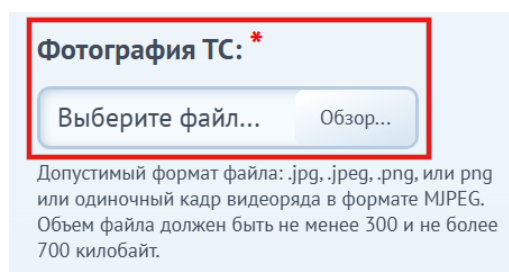 Фотография ТС: *
Выберите файл... Обзор...
Допустимый формат файла: .jpg, .jpeg, .png, или png
или одиночный кадр видеоряда в формате MJPEG.
Объем файла должен быть не менее 300 и не более
700 килобайт.